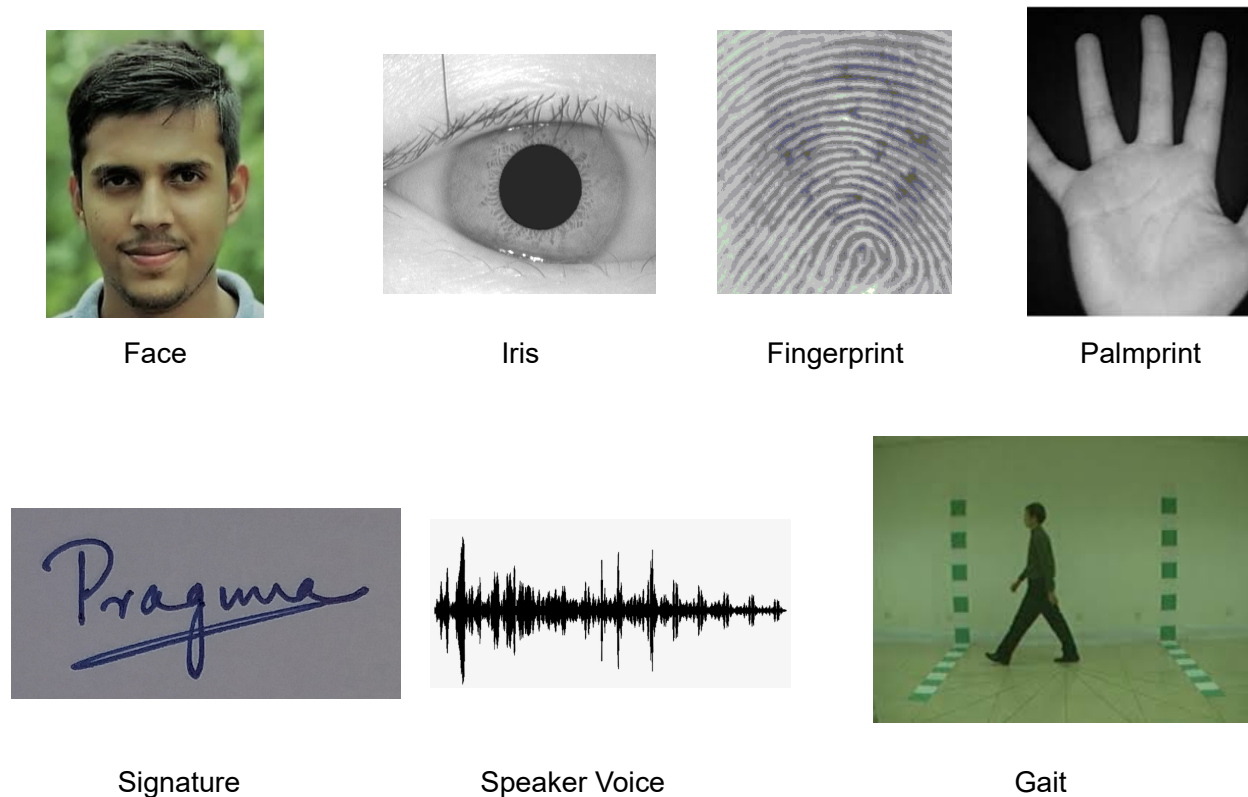 Face
Iris
Fingerprint
Palmprint
Pragma
Signature
Speaker Voice
Gait